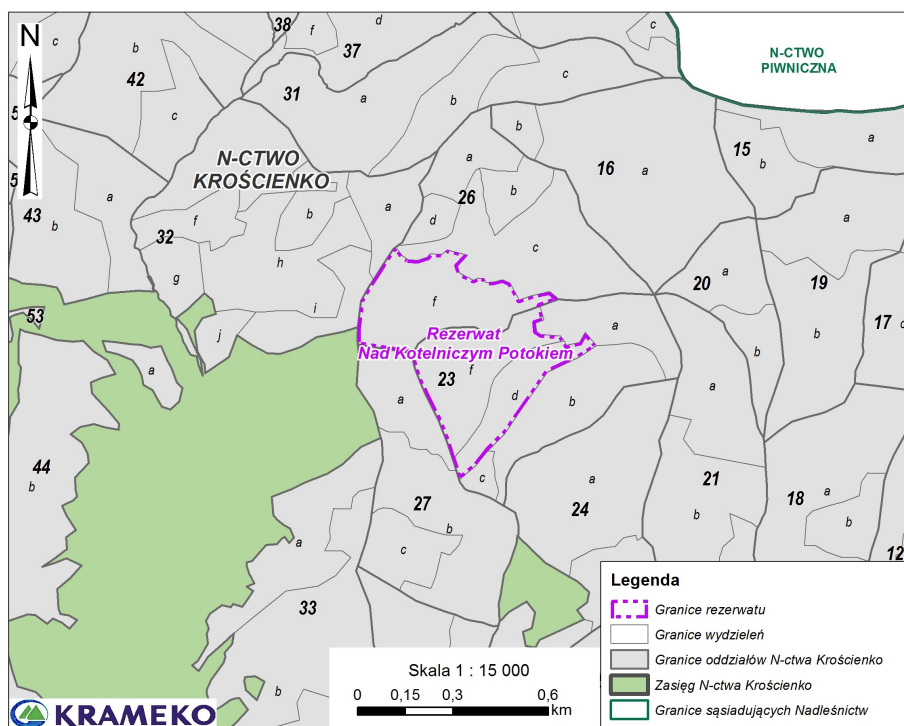 N
38
f
d
37
c
N-CTWO
PIWNICZNA
c
b
42
31
a
b
c
c
b
15
a
b
5
N-CTWO
KROŚCIENKO
a
26
b
16
a
5
a
43
b
f
32
b
a
d
c
a
h
g
20
a
19
f
i
53
j
Rezerwat
Nad Kotelniczym Potokiem
a
b
b
17
c
a
23
f
a
d
b
a
44
b
c
27
b
c
a
24
21
b
a
18
b
12
a
33
b
Legenda
Granice rezerwatu
Granice wydzieleń
Granice oddziałów N-ctwa Krościenko
Zasięg N-ctwa Krościenko
Granice sąsiadujących Nadleśnictw
Skala 1 : 15 000
0 0,15 0,3 0,6
km
KRAMEKO